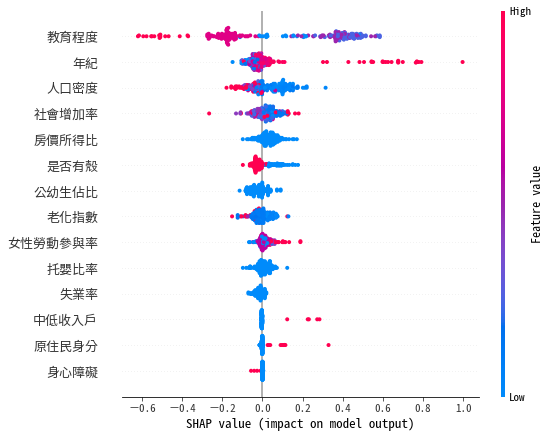 High
教育程度
年紀
人口密度
社會增加率
房價所得比
是否有殼
公幼生佔比
老化指數
女性勞動參與率
托嬰比率
失業率
中低收入戶
原住民身分
身心障礙
Feature value
Low
−0.6 −0.4 −0.2 0.0 0.2 0.4 0.6 0.8 1.0
SHAP value (impact on model output)